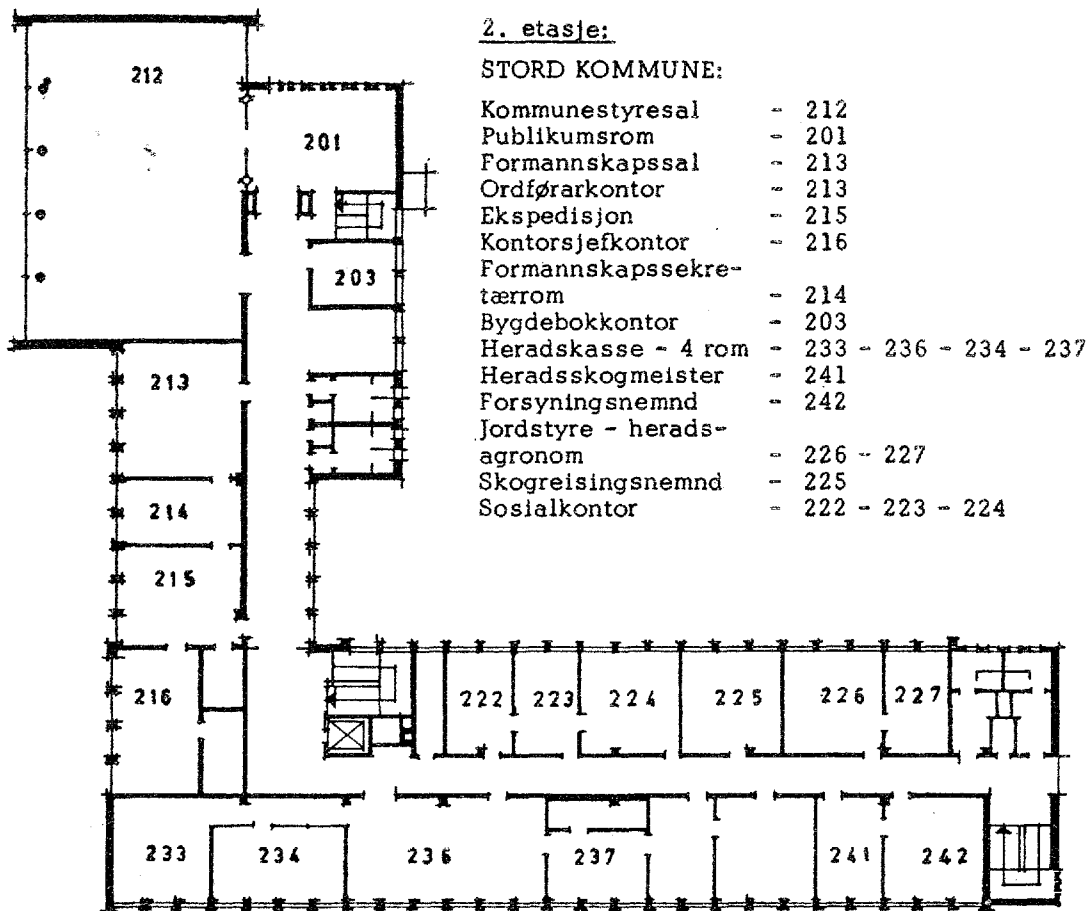 2. etasje:
STORD KOMMUNE:
Kommunestyresal - 212
Publikumsrom - 201
Formannskapssal - 213
Ordførarkontor - 213
Ekspedisjon - 215
Kontorsjefkontor - 216
Formannskapssekre-
tærrom - 214
Bygdebokkontor - 203
Heradskasse - 4 rom - 233 - 236 - 234 - 237
Heradsskogmeister - 241
Forsyningsnemnd - 242
Jordstyre - herads-
agronom - 226 - 227
Skogreisingsnemnd - 225
Sosialkontor - 222 - 223 - 224
212
201
203
213
214
215
216
222 223 224 225 226 227
233 234 236 237 241 242